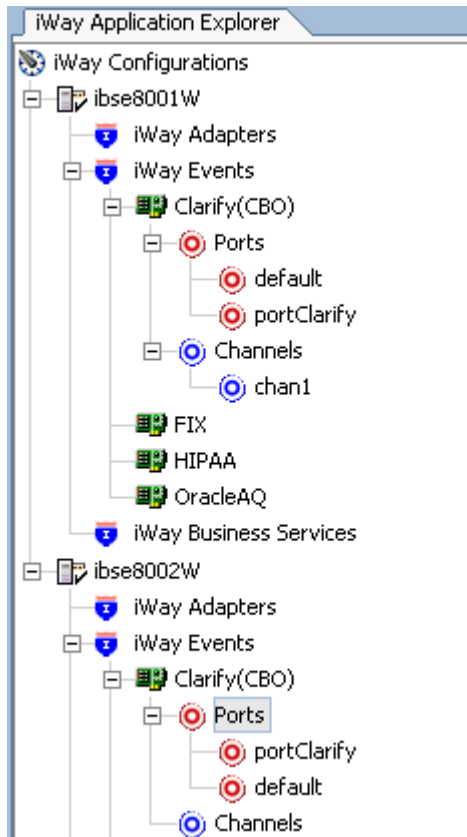 iWay Application Explorer
iWay Configurations
ibse8001W
iWay Adapters
iWay Events
Clarify(CBO)
Ports
default
portClarify
Channels
chan1
FIX
HIPAA
OracleAQ
iWay Business Services
ibse8002W
iWay Adapters
iWay Events
Clarify(CBO)
Ports
portClarify
default
Channels